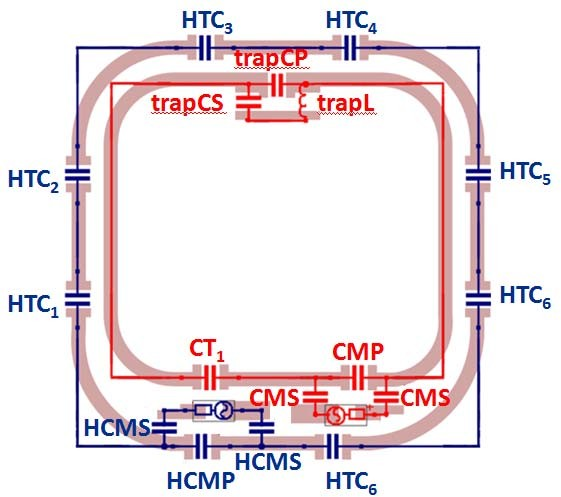 HTC3 HTC4
trapCP
trapCS trapL
HTC2 HTC5
HTC1 HTC6
CT1 CMP
CMS CMS
HCMS HCMS
HCMP HTC6